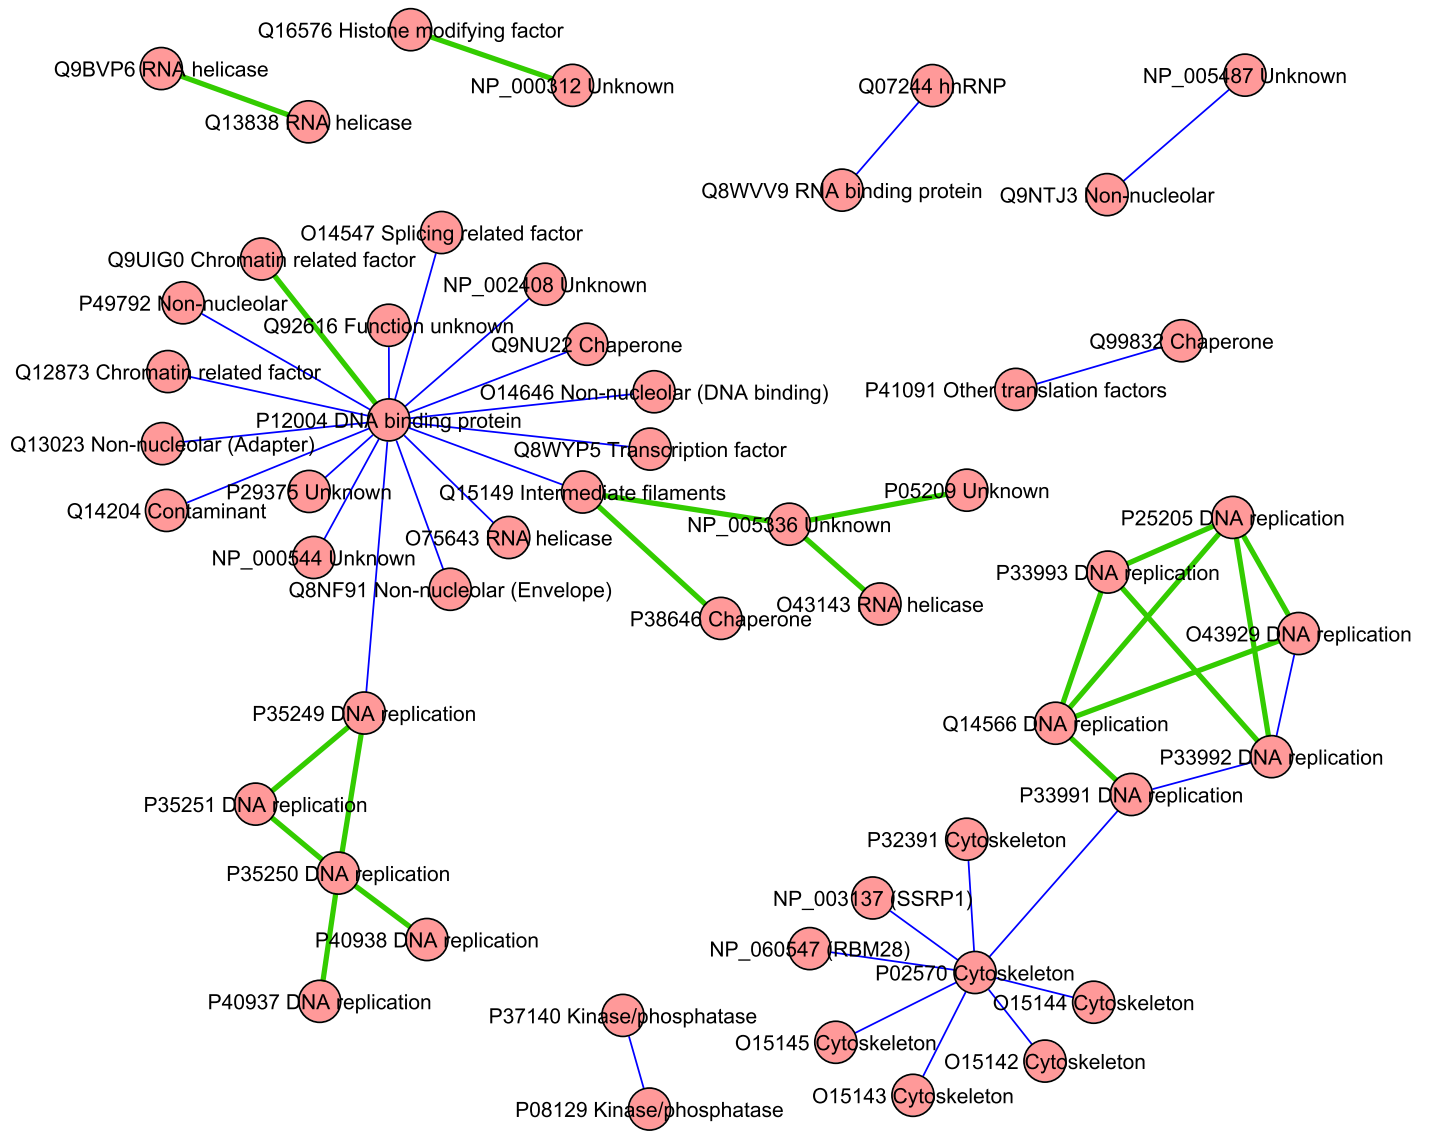 Q16576 Histone modifying factor
Q9BVP6 RNA helicase
NP_000312 Unknown
Q13838 RNA helicase
Q07244 hnRNP
NP_005487 Unknown
Q8WVV9 RNA binding protein
Q9NTJ3 Non-nucleolar
O14547 Splicing related factor
Q9UIG0 Chromatin related factor
NP_002408 Unknown
P49792 Non-nucleolar
Q92616 Function unknown
Q9NU22 Chaperone
Q99832 Chaperone
Q12873 Chromatin related factor
O14646 Non-nucleolar (DNA binding)
P41091 Other translation factors
P12004 DNA binding protein
Q13023 Non-nucleolar (Adapter)
Q8WYP5 Transcription factor
P29375 Unknown
Q15149 Intermediate filaments
P05209 Unknown
Q14204 Contaminant
NP_005336 Unknown
P25205 DNA replication
O75643 RNA helicase
NP_000544 Unknown
P33993 DNA replication
Q8NF91 Non-nucleolar (Envelope)
P38646 Chaperone
O43143 RNA helicase
O43929 DNA replication
P35249 DNA replication
Q14566 DNA replication
P33992 DNA replication
P33991 DNA replication
P35251 DNA replication
P32391 Cytoskeleton
P35250 DNA replication
NP_003137 (SSRP1)
P40938 DNA replication
NP_060547 (RBM28)
P02570 Cytoskeleton
P40937 DNA replication
O15144 Cytoskeleton
P37140 Kinase/phosphatase
O15145 Cytoskeleton
O15142 Cytoskeleton
O15143 Cytoskeleton
P08129 Kinase/phosphatase